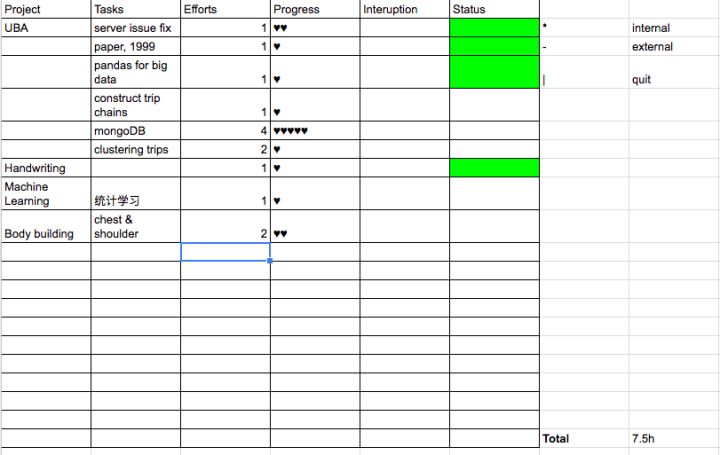 Project Tasks Efforts Progress Interuption Status
UBA server issue fix 1 ♥♥ * internal
paper, 1999 1 ♥ - external
pandas for big
data 1 ♥ | quit
construct trip
chains 1 ♥
mongoDB 4 ♥♥♥♥♥
clustering trips 2 ♥
Handwriting 1 ♥
Machine
Learning 统计学习 1 ♥
chest &
Body building shoulder 2 ♥♥
Total 7.5h